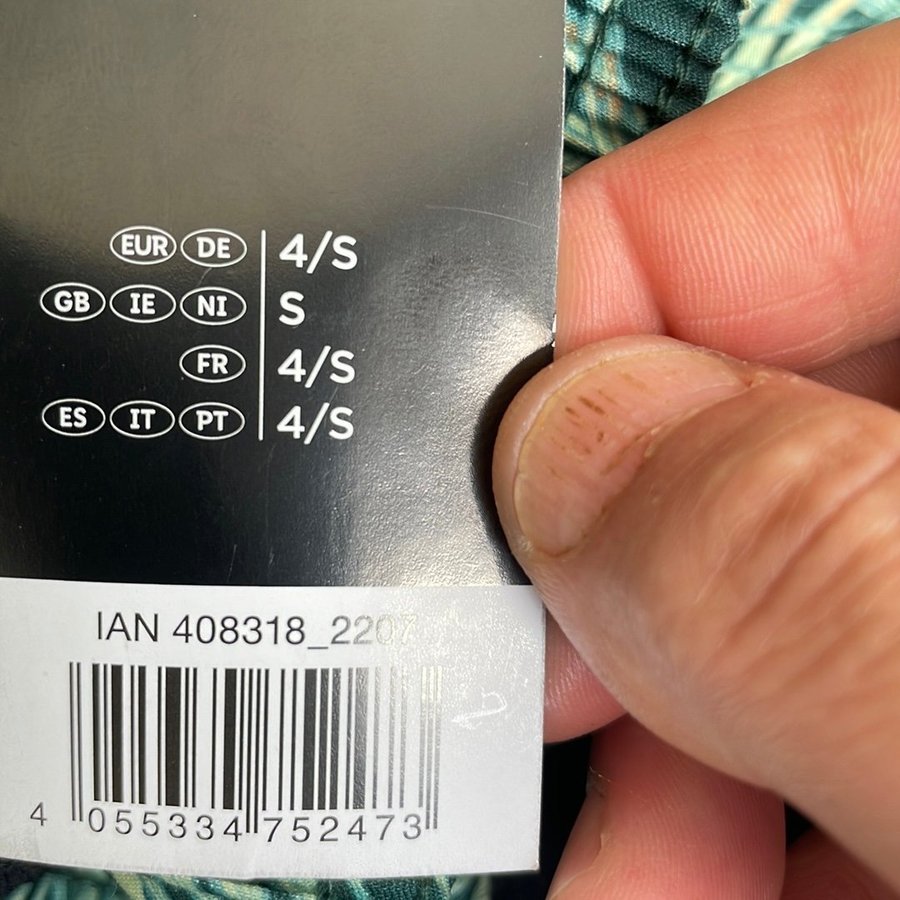 EUR DE 4/S
GB IE NI S
FR 4/S
ES IT PT 4/S
IAN 408318_2207
4 055334 752473